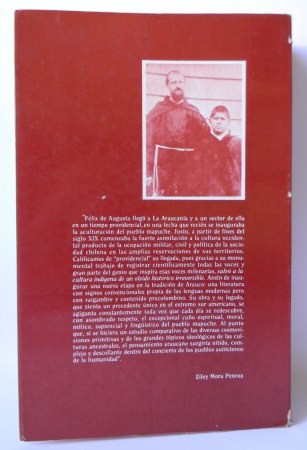 "Félix de Augusta llegó a La Araucanía y a un sector de ella
en un tiempo providencial, en una fecha que recién se inauguraba
la aculturación del pueblo mapuche. Justo, a partir de fines del
siglo XIX comenzaba la fuerte asimilación a la cultura occiden-
tal producto de la ocupación militar, civil y política de la socie-
dad chilena en las amplias reservaciones de sus territorios.
Calificamos de "providencial" su llegada, pues gracias a su mo-
numental trabajo de registrar científicamente todas las voces y
gran parte del genio que inspira esas voces milenarias, salvó a la
cultura indígena de un olvido histórico irreversible. Amén de inau-
gurar una nueva etapa en la tradición de Arauco: una literatura
con signos convencionales propia de las lenguas modernas pero
con raigambre y contenido precolombino. Su obra y su legado,
que sienta un precedente único en el extremo sur americano, se
agiganta constantemente toda vez que cada día se redescubre,
con asombrado respeto, el excepcional cuño espiritual, moral,
mítico, sapiencial y lingüístico del pueblo mapuche. Al punto
que, si se hiciera un estudio comparativo de las diversas cosmovi-
siones primitivas y de los grandes tópicos ideológicos de las cul-
turas ancestrales, el pensamiento araucano surgiría nítido, com-
plejo y descollante dentro del concierto de los pueblos autóctonos
de la humanidad".
Ziley Mora Penroz